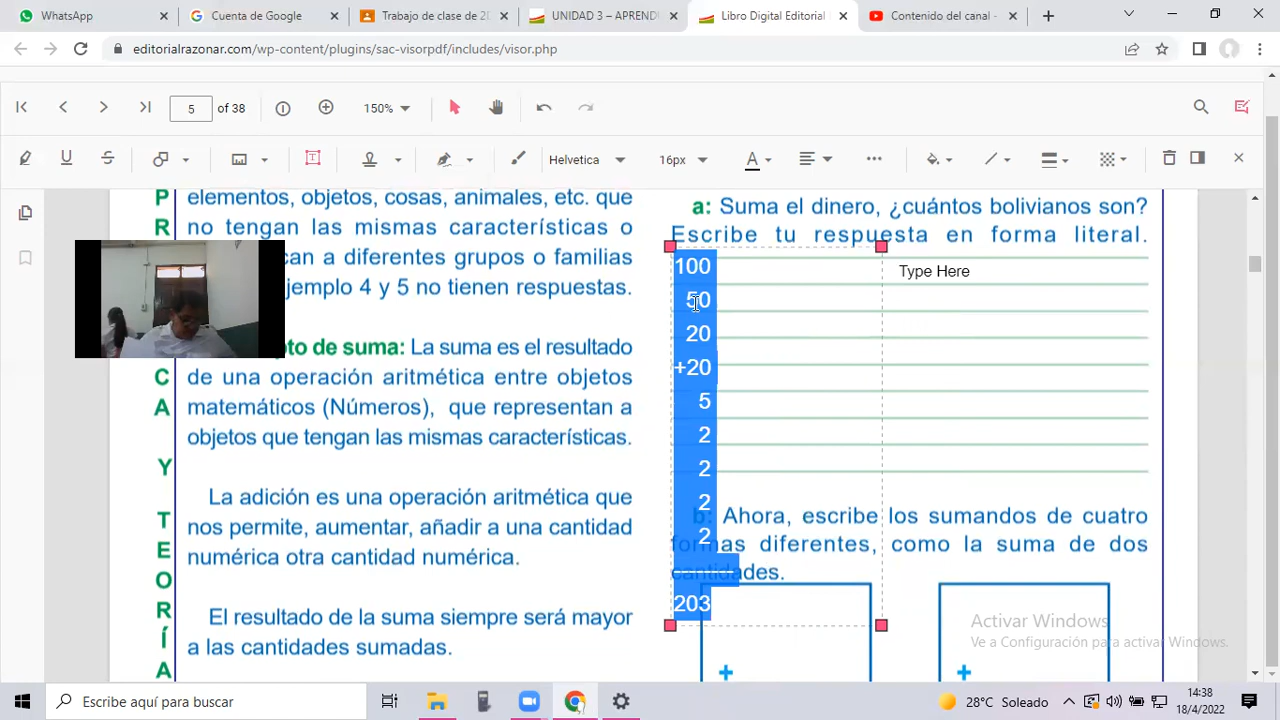 WhatsApp
Cuenta de Google
Trabajo de clase de 2D
UNIDAD 3 – APREND
Libro Digital Editorial
Contenido del canal -
editorialrazonar.com/wp-content/plugins/sac-visorpdf/includes/visor.php
5 of 38
150%
Helvetica
16px
A
P
R
C
A
Y
T
E
O
R
Í
A
elementos, objetos, cosas, animales, etc. que
no tengan las mismas características o
can a diferentes grupos o familias
jemplo 4 y 5 no tienen respuestas.
pto de suma: La suma es el resultado
de una operación aritmética entre objetos
matemáticos (Números), que representan a
objetos que tengan las mismas características.
La adición es una operación aritmética que
nos permite, aumentar, añadir a una cantidad
numérica otra cantidad numérica.
El resultado de la suma siempre será mayor
a las cantidades sumadas.
a: Suma el dinero, ¿cuántos bolivianos son?
Escribe tu respuesta en forma literal.
100
50
20
+20
5
2
2
2
2
203
Type Here
b: Ahora, escribe los sumandos de cuatro
formas diferentes, como la suma de dos
cantidades.
+
+
Activar Windows
Ve a Configuración para activar Windows.
Escribe aquí para buscar
28°C Soleado
14:38
18/4/2022